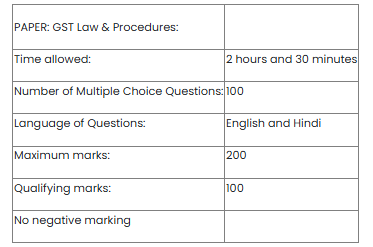 PAPER: GST Law & Procedures:
Time allowed: 2 hours and 30 minutes
Number of Multiple Choice Questions: 100
Language of Questions: English and Hindi
Maximum marks: 200
Qualifying marks: 100
No negative marking